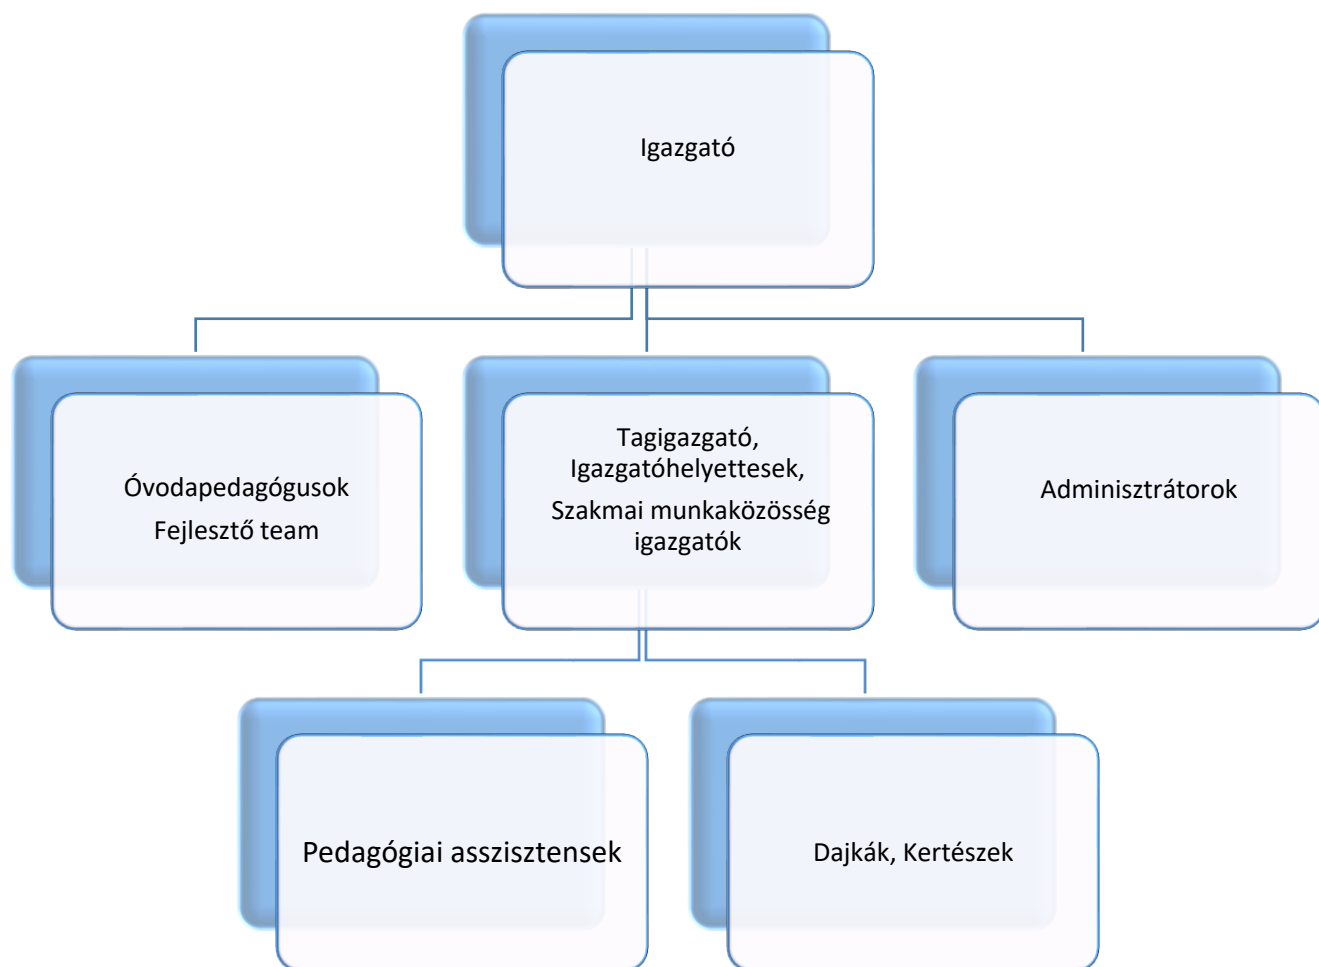 Igazgató
Óvodapedagógusok
Fejlesztő team
Tagigazgató,
Igazgatóhelyettesek,
Szakmai munkaközösség
igazgatók
Adminisztrátorok
Pedagógiai asszisztensek
Dajkák, Kertészek